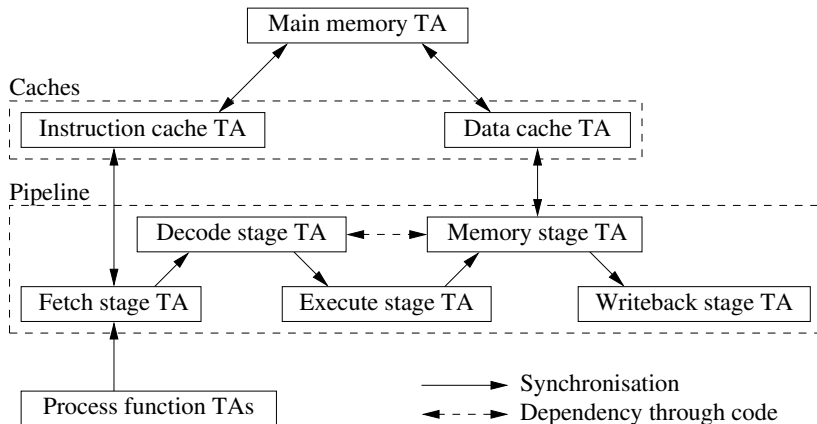 Main memory TA
Caches
Instruction cache TA
Data cache TA
Pipeline
Decode stage TA
Memory stage TA
Fetch stage TA
Execute stage TA
Writeback stage TA
Process function TAs
Synchronisation
Dependency through code